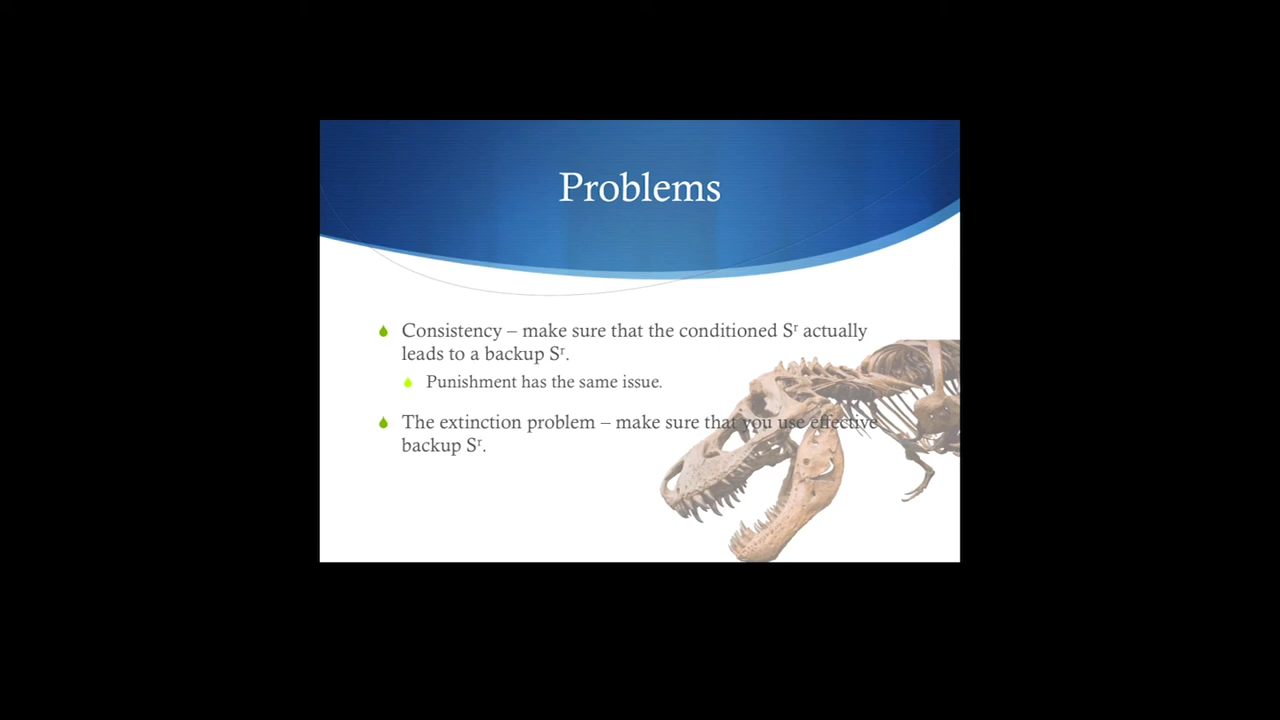 Problems
Consistency – make sure that the conditioned Sʳ actually
leads to a backup Sʳ.
Punishment has the same issue.
The extinction problem – make sure that you use effective
backup Sʳ.